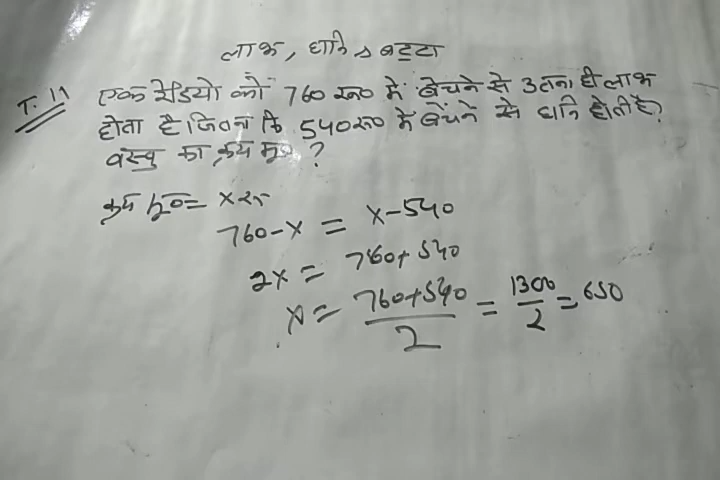 लाभ, हानि, बट्टा
T. 11 एक रेडियो को 760 रू० में बेचने से उतना ही लाभ
होता है जितना कि 540 रू० में बेंचने से हानि होती है?
वस्तु का क्रय मू० ?
क्रय मू० = x रु०
760-x = x-540
2x = 760+540
x = 760+540 / 2 = 1300 / 2 = 650